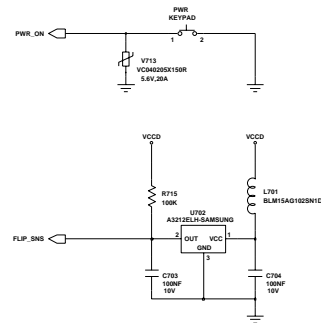 PWR
KEYPAD
PWR_ON
1 2
V713
VC040205X150R
5.6V,20A
VCCD VCCD
R715
100K
L701
BLM15AG102SN1D
U702
A3212ELH-SAMSUNG
FLIP_SNS
2 OUT VCC 1
GND
3
C703
100NF
10V
C704
100NF
10V